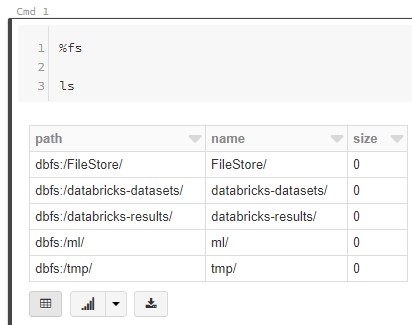 Cmd 1
1 %fs
2
3 ls
path name size
dbfs:/FileStore/ FileStore/ 0
dbfs:/databricks-datasets/ databricks-datasets/ 0
dbfs:/databricks-results/ databricks-results/ 0
dbfs:/ml/ ml/ 0
dbfs:/tmp/ tmp/ 0